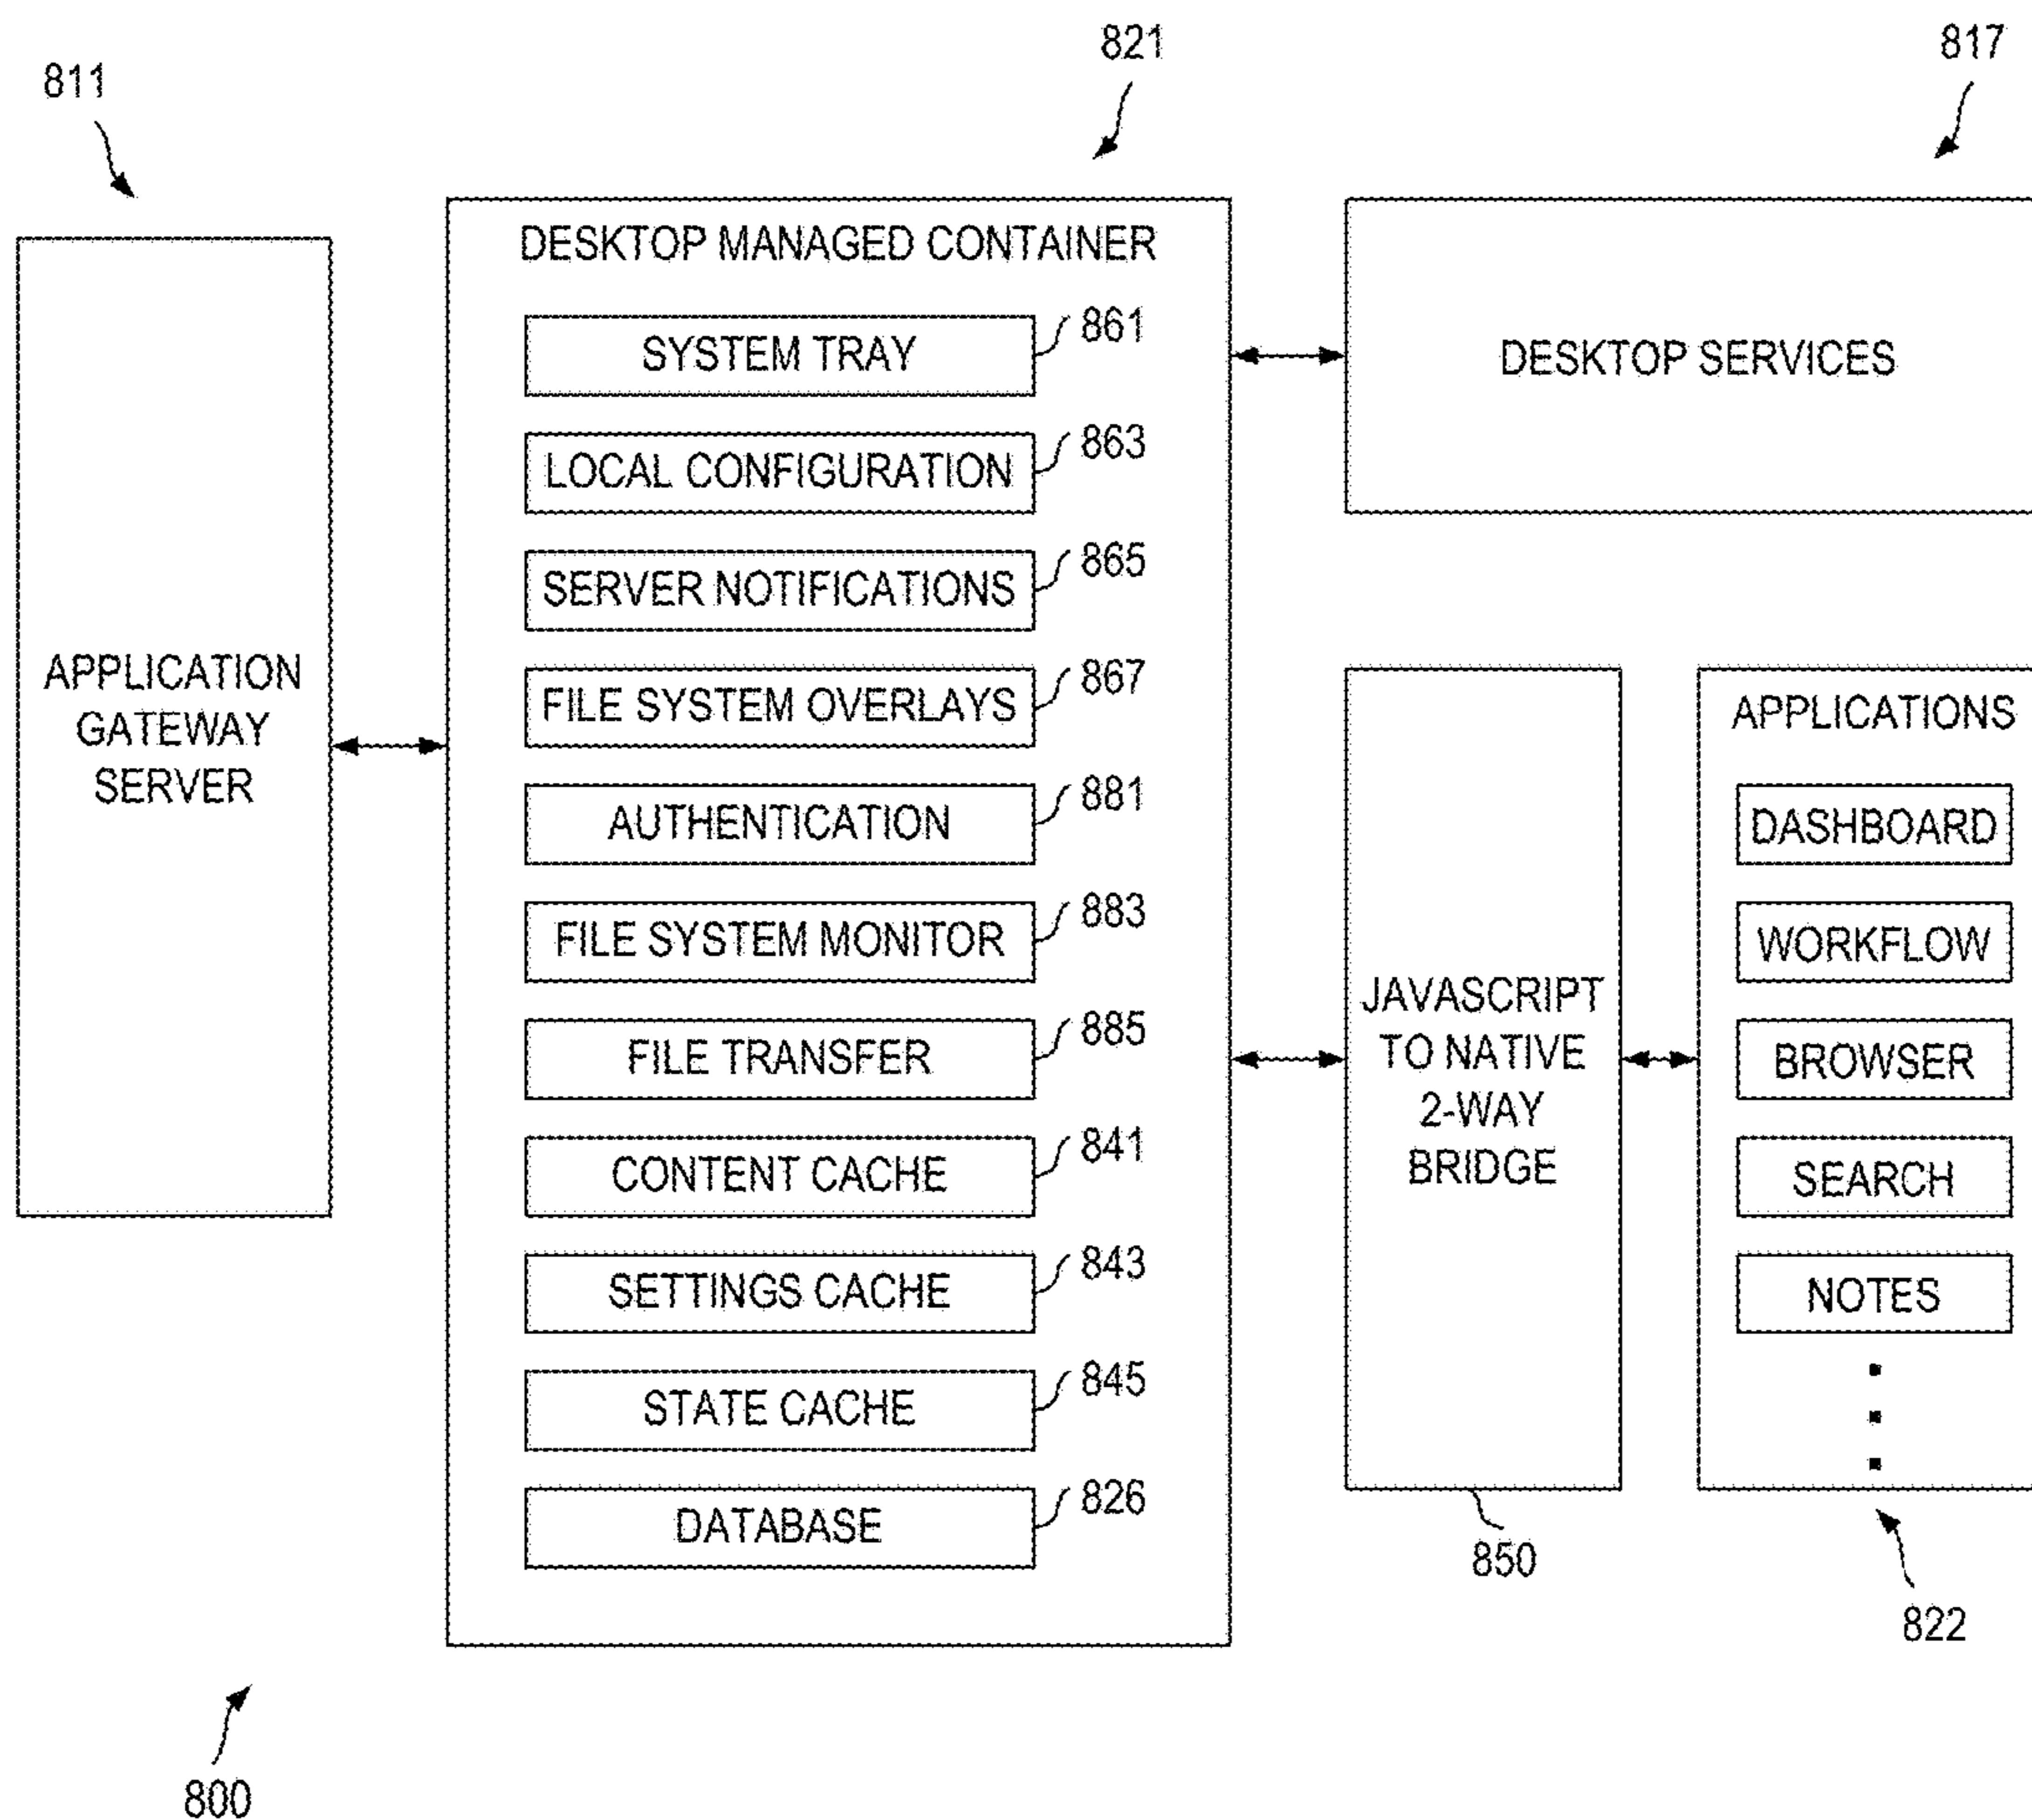 811
821
817
APPLICATION
GATEWAY
SERVER
DESKTOP MANAGED CONTAINER
SYSTEM TRAY
861
LOCAL CONFIGURATION
863
SERVER NOTIFICATIONS
865
FILE SYSTEM OVERLAYS
867
AUTHENTICATION
881
FILE SYSTEM MONITOR
883
FILE TRANSFER
885
CONTENT CACHE
841
SETTINGS CACHE
843
STATE CACHE
845
DATABASE
826
DESKTOP SERVICES
JAVASCRIPT
TO NATIVE
2-WAY
BRIDGE
850
APPLICATIONS
DASHBOARD
WORKFLOW
BROWSER
SEARCH
NOTES
822
800